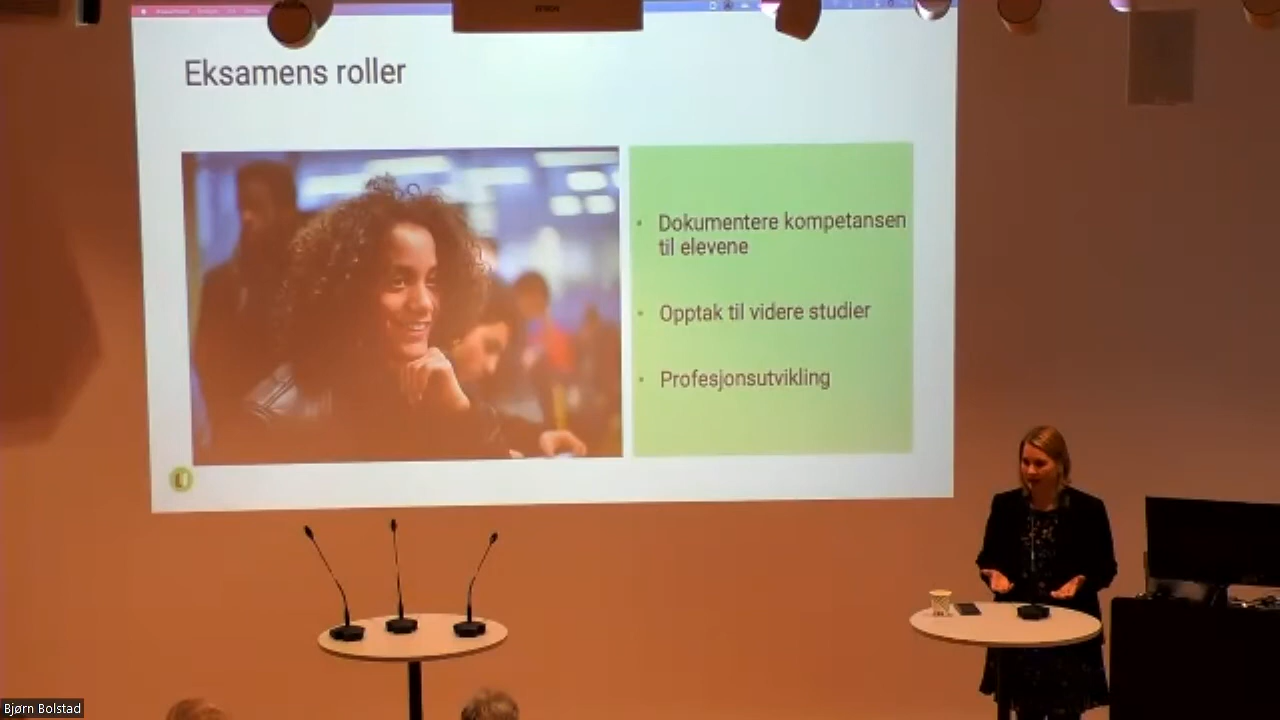 Eksamens roller
Dokumentere kompetansen
til elevene
Opptak til videre studier
Profesjonsutvikling
Bjørn Bolstad